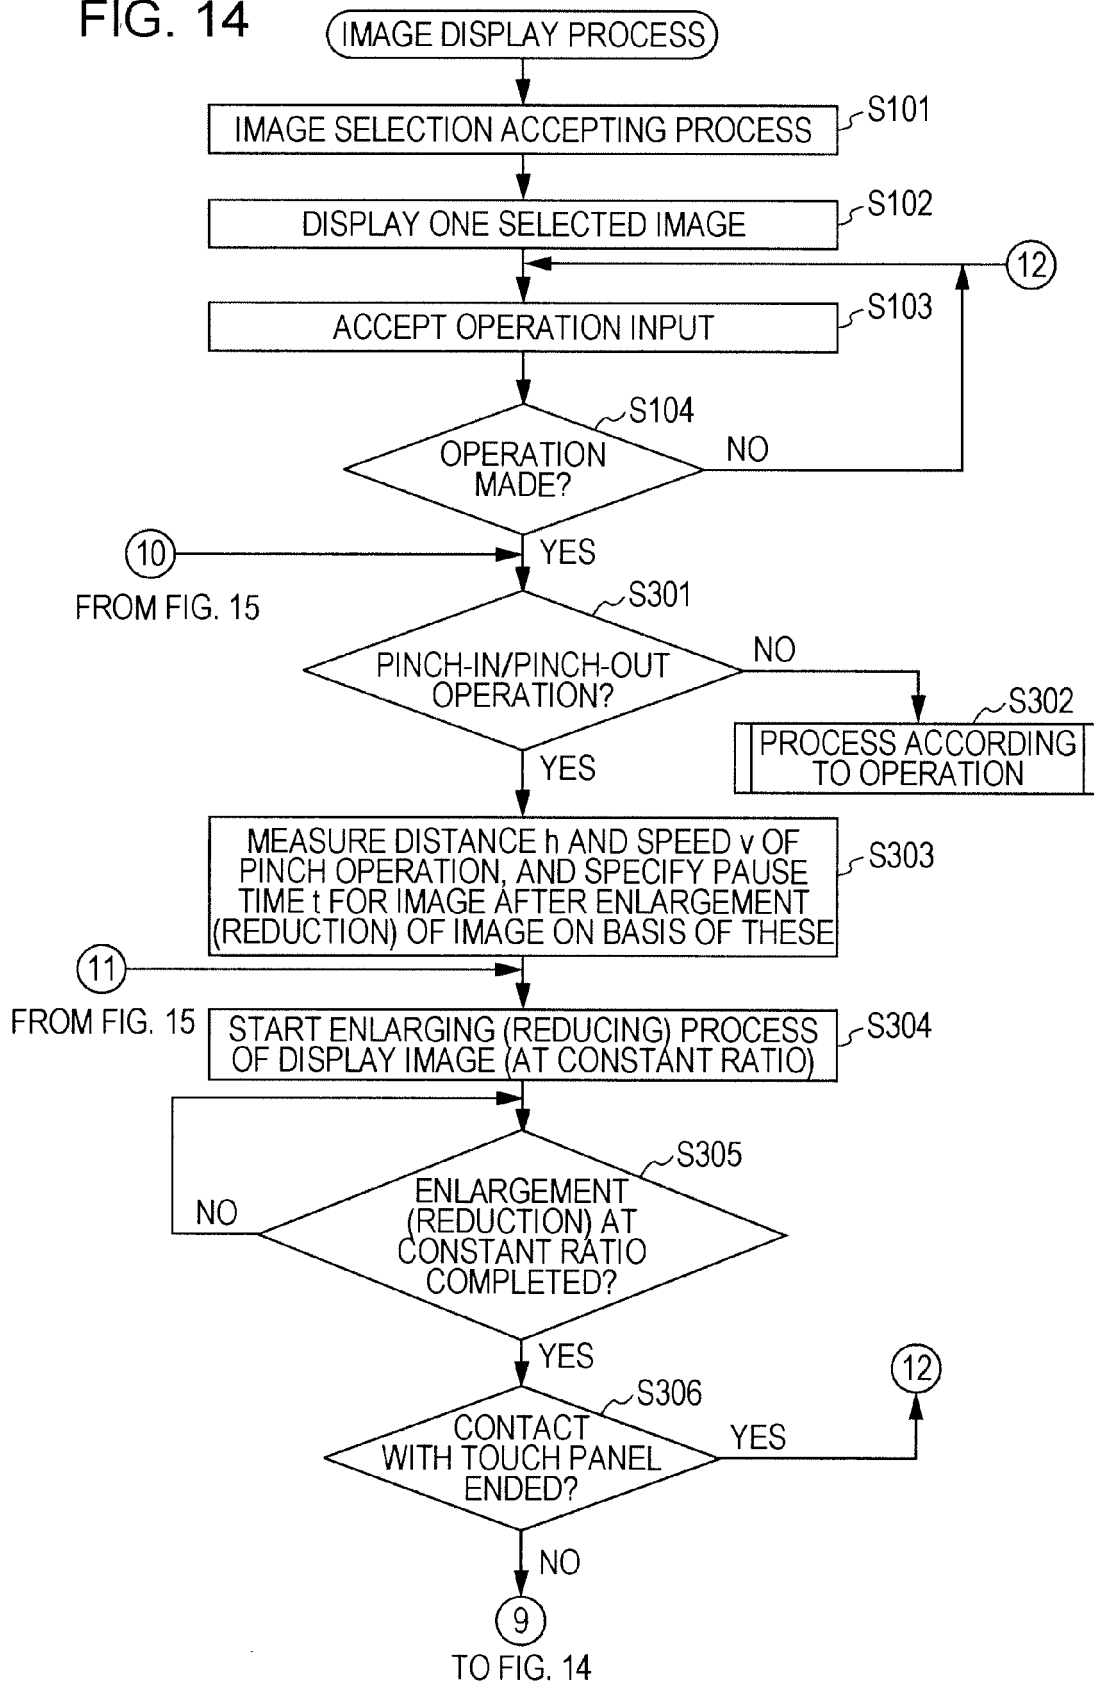 FIG. 14
IMAGE DISPLAY PROCESS
S101
IMAGE SELECTION ACCEPTING PROCESS
S102
DISPLAY ONE SELECTED IMAGE
12
S103
ACCEPT OPERATION INPUT
S104
OPERATION
MADE?
NO
YES
10
FROM FIG. 15
S301
PINCH-IN/PINCH-OUT
OPERATION?
NO
S302
PROCESS ACCORDING
TO OPERATION
YES
S303
MEASURE DISTANCE h AND SPEED v OF
PINCH OPERATION, AND SPECIFY PAUSE
TIME t FOR IMAGE AFTER ENLARGEMENT
(REDUCTION) OF IMAGE ON BASIS OF THESE
11
FROM FIG. 15
S304
START ENLARGING (REDUCING) PROCESS
OF DISPLAY IMAGE (AT CONSTANT RATIO)
S305
ENLARGEMENT
(REDUCTION) AT
CONSTANT RATIO
COMPLETED?
NO
YES
12
S306
CONTACT
WITH TOUCH PANEL
ENDED?
YES
NO
9
TO FIG. 14